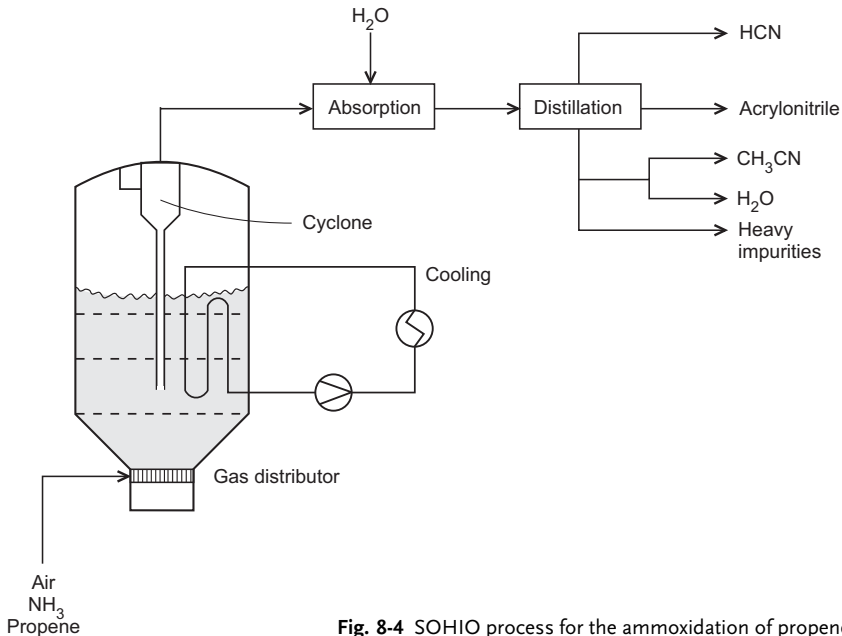 H₂O
Absorption
Distillation
HCN
Acrylonitrile
CH₃CN
H₂O
Heavy
impurities
Cyclone
Cooling
Gas distributor
Air
NH₃
Propene
Fig. 8-4 SOHIO process for the ammoxidation of propene